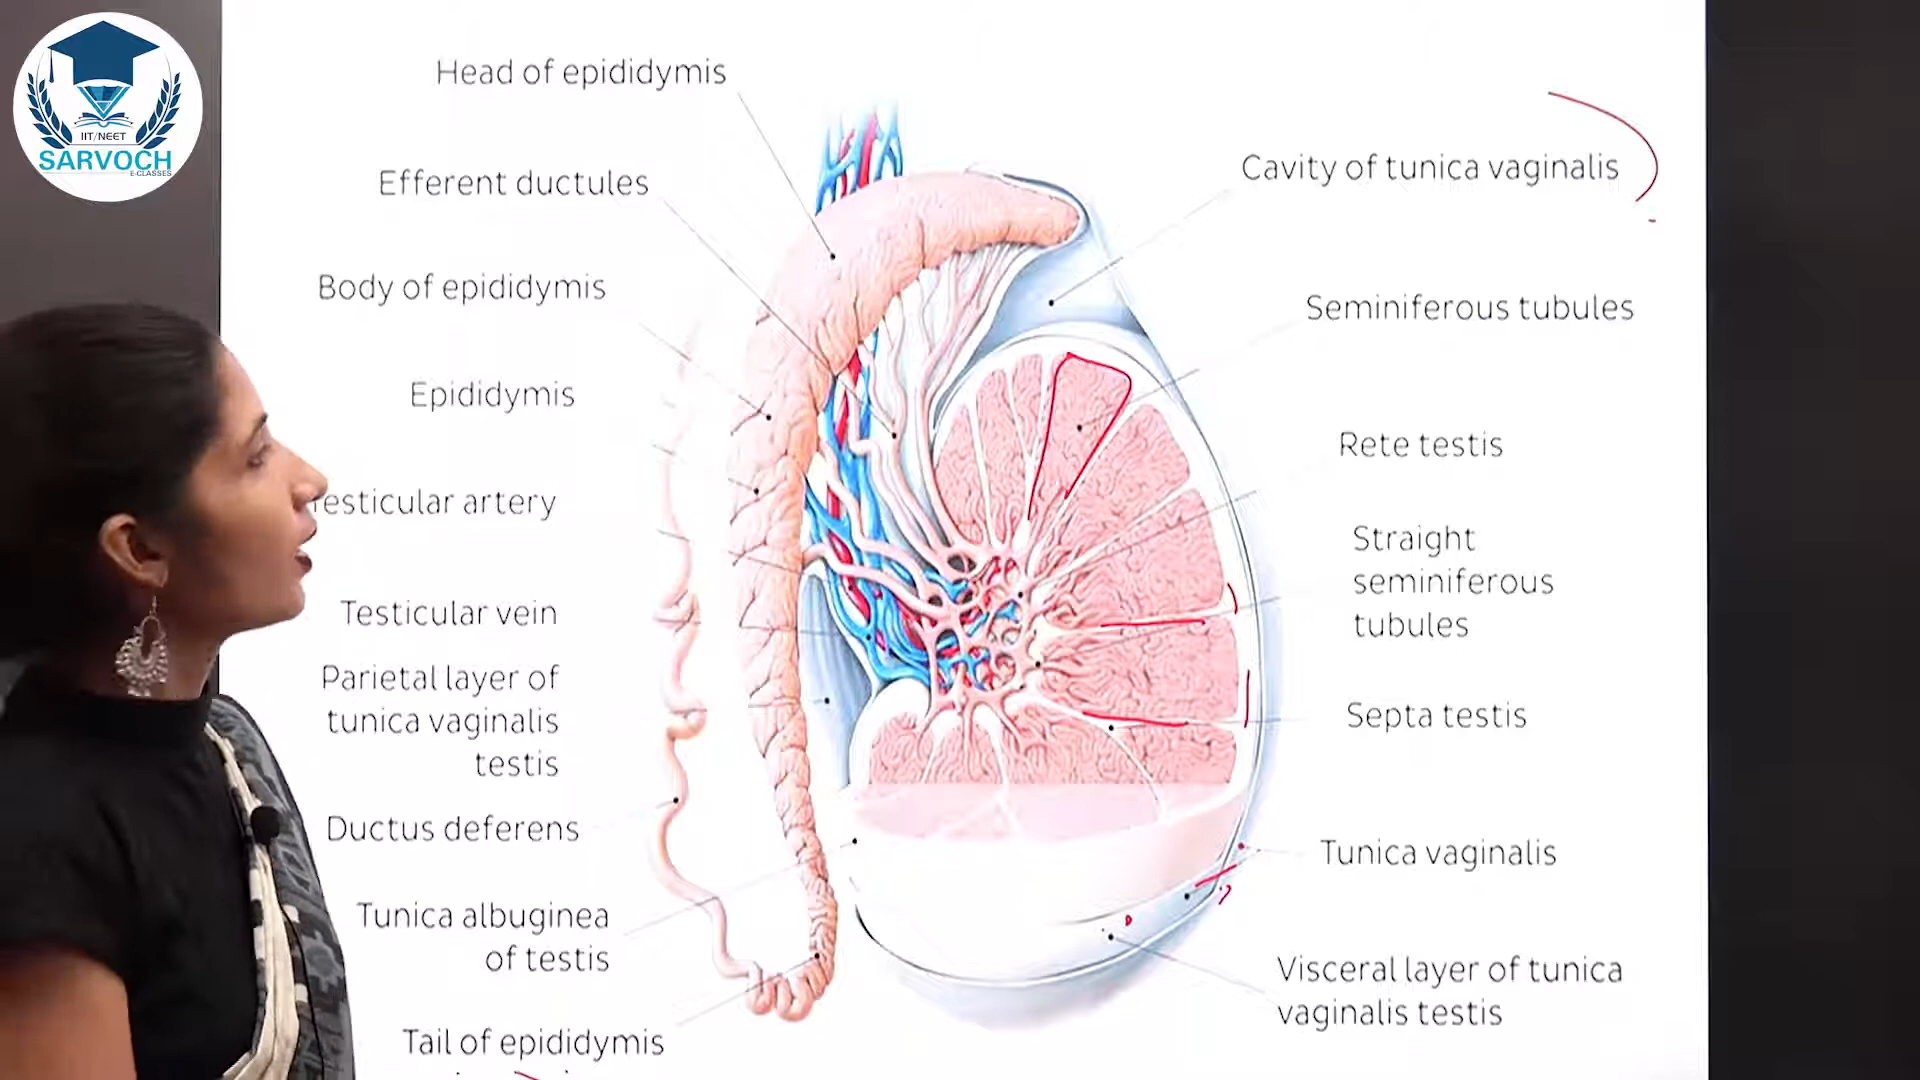 IIT/NEET
SARVOCH
E-CLASSES
Head of epididymis
Efferent ductules
Body of epididymis
Epididymis
Testicular artery
Testicular vein
Parietal layer of
tunica vaginalis
testis
Ductus deferens
Tunica albuginea
of testis
Tail of epididymis
Cavity of tunica vaginalis
Seminiferous tubules
Rete testis
Straight
seminiferous
tubules
Septa testis
Tunica vaginalis
Visceral layer of tunica
vaginalis testis